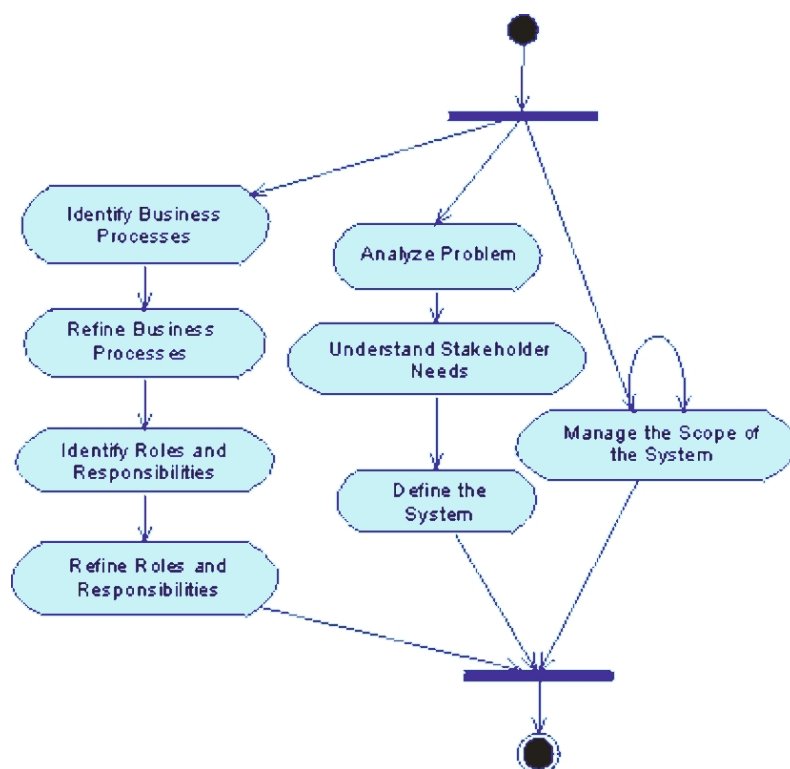 Identify Business
Processes
Refine Business
Processes
Identify Roles and
Responsibilities
Refine Roles and
Responsibilities
Analyze Problem
Understand Stakeholder
Needs
Define the
System
Manage the Scope of
the System